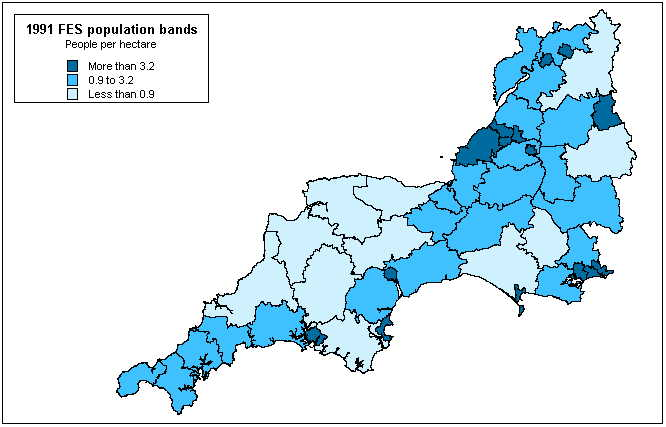 1991 FES population bands
People per hectare
More than 3.2
0.9 to 3.2
Less than 0.9